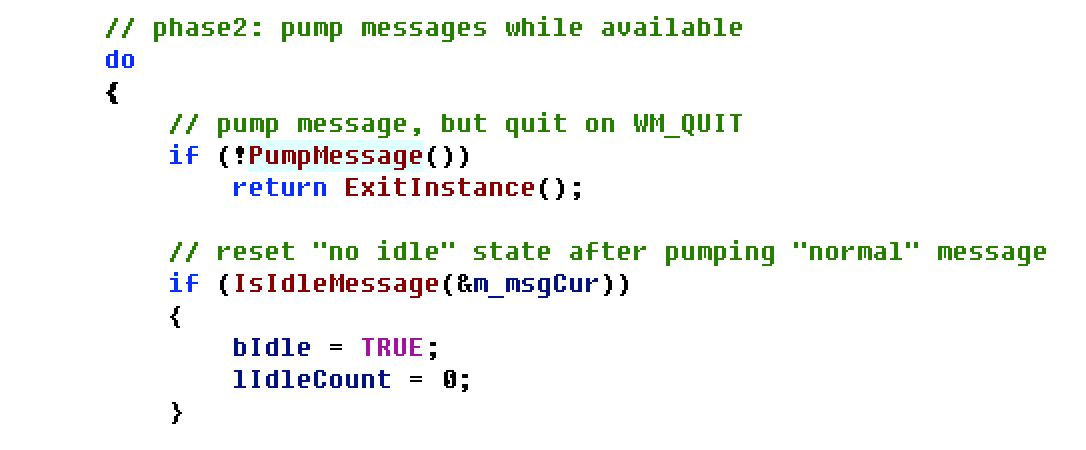 // phase2: pump messages while available
do
{
// pump message, but quit on WM_QUIT
if (!PumpMessage())
return ExitInstance();
// reset "no idle" state after pumping "normal" message
if (IsIdleMessage(&m_msgCur))
{
bIdle = TRUE;
lIdleCount = 0;
}